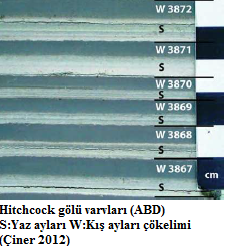 W 3872
S
W 3871
S
W 3870
S
W 3869
S
W 3868
S
W 3867
S
cm
Hitchcock gölü varvları (ABD)
S:Yaz ayları W:Kış ayları çökelimi
(Çiner 2012)